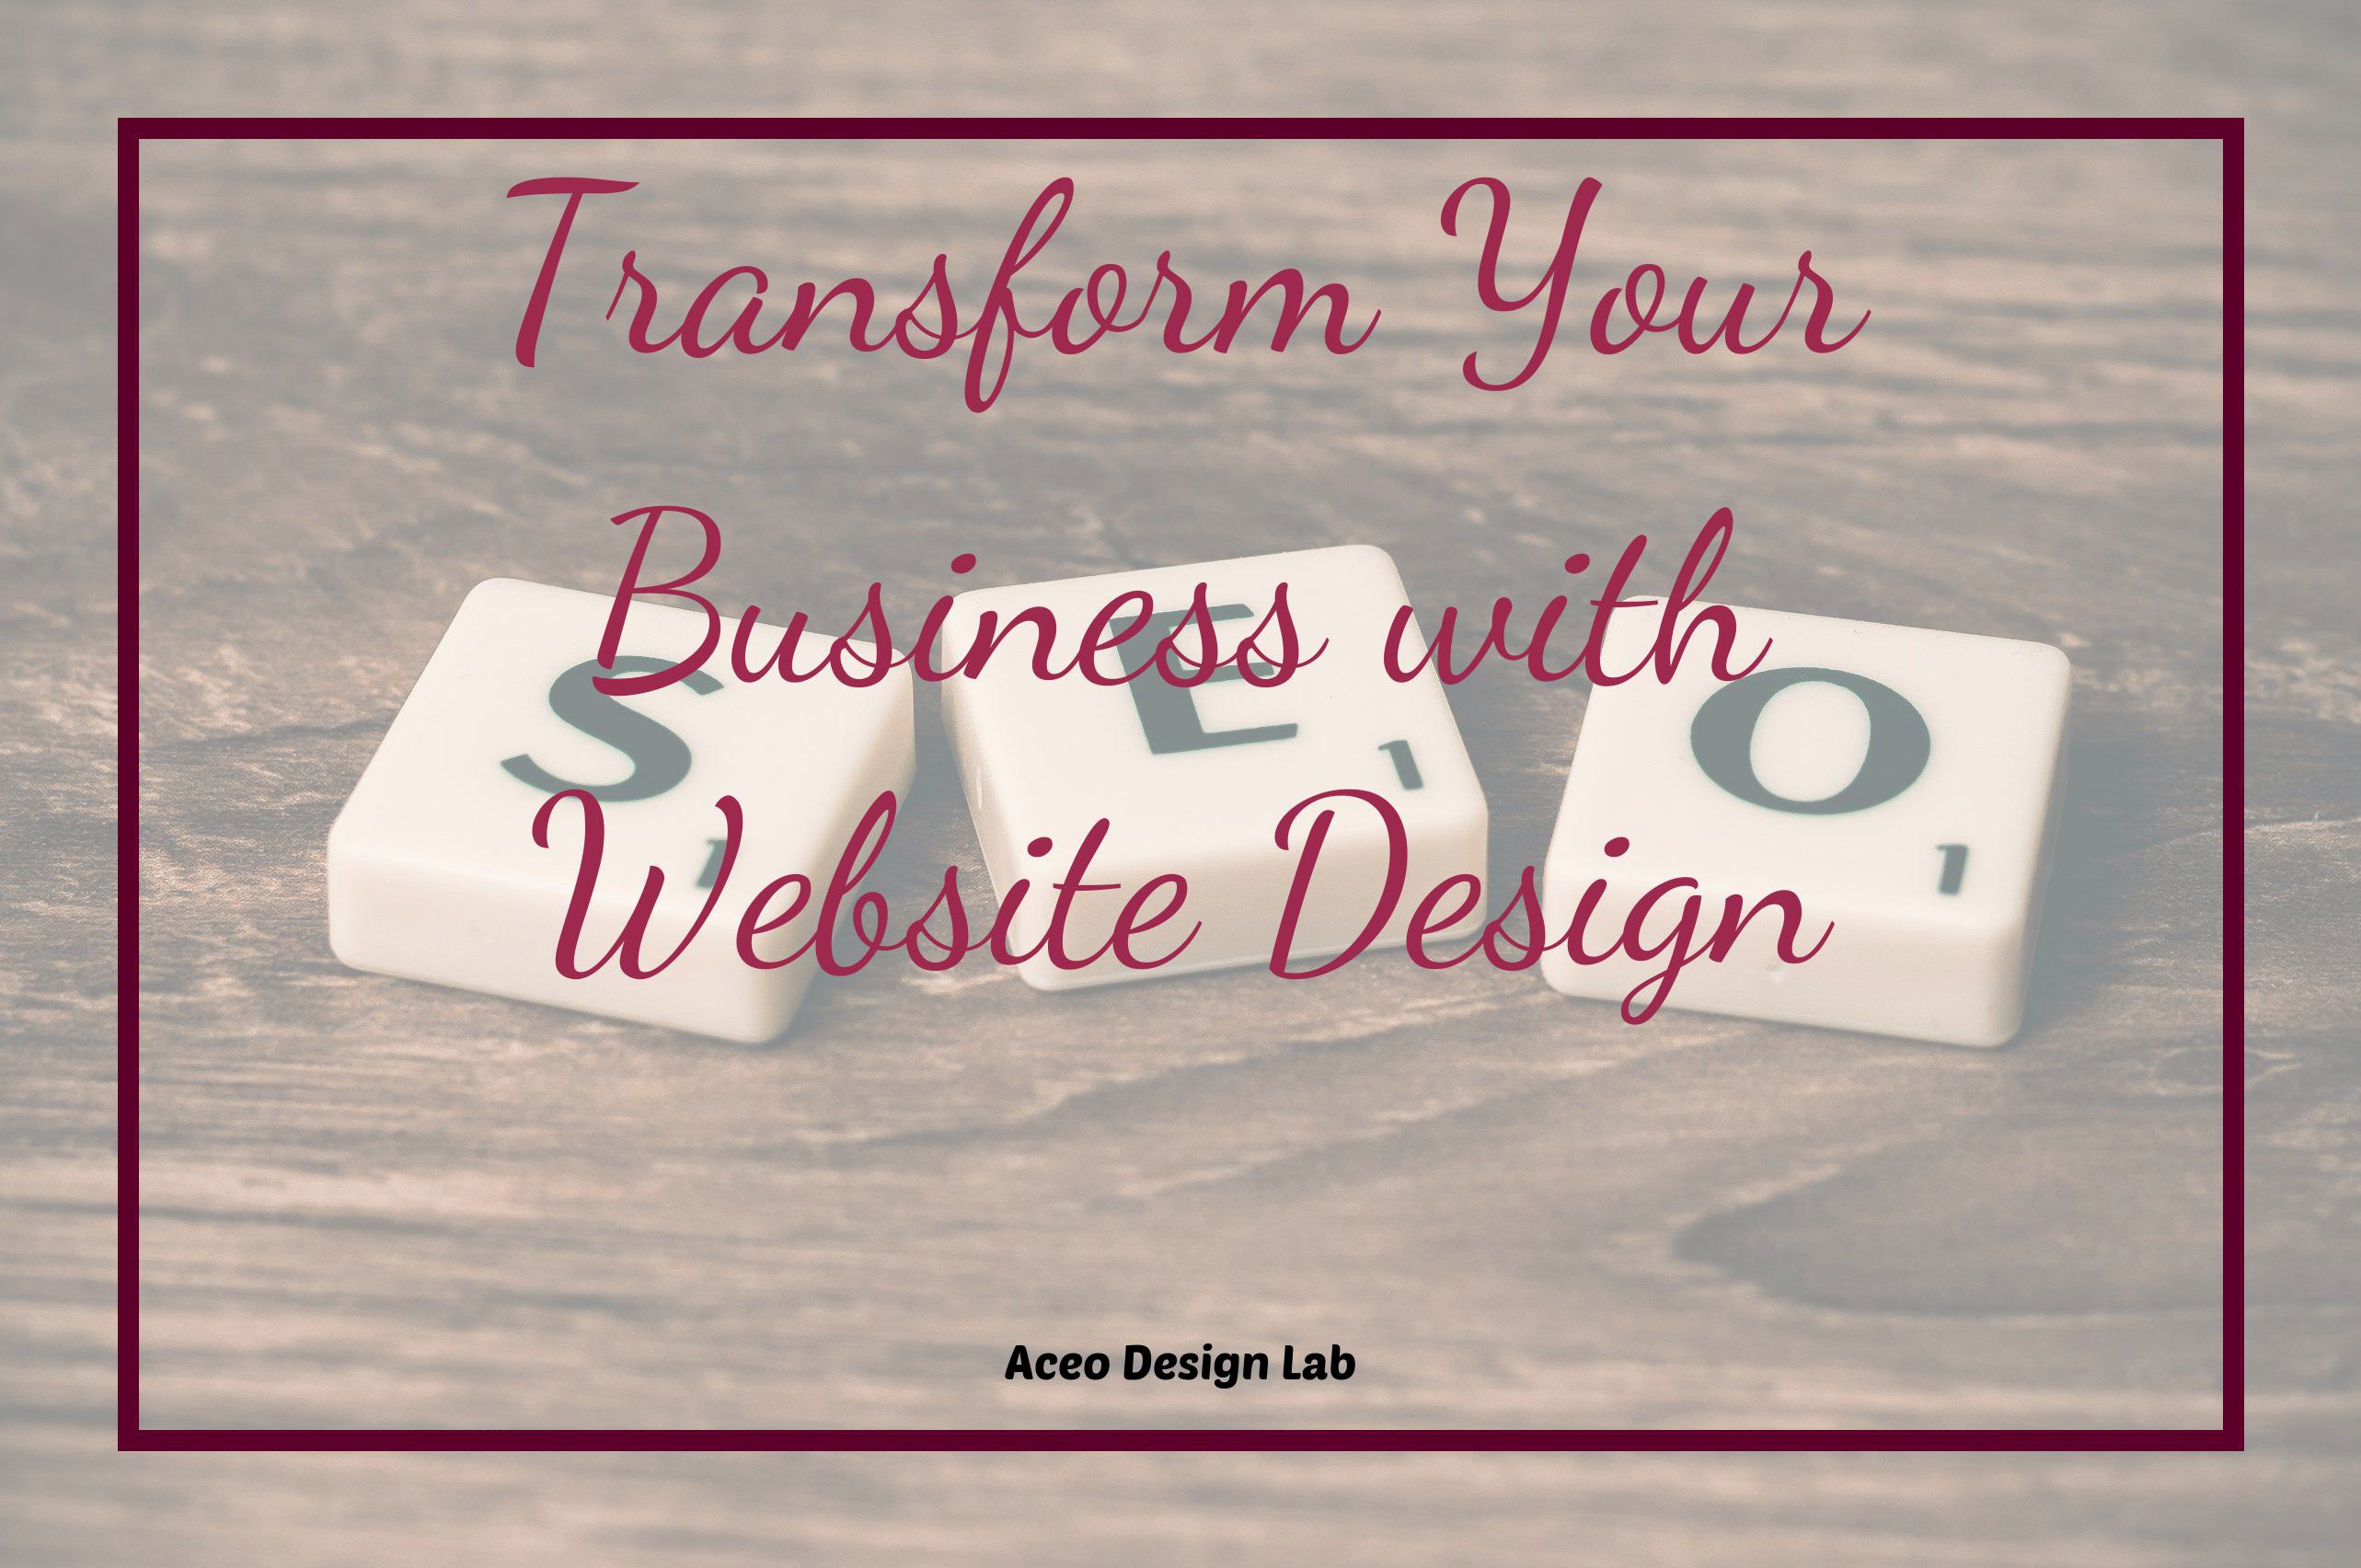 Transform Your
Business with
S E O
1 1 1
Website Design
Aceo Design Lab